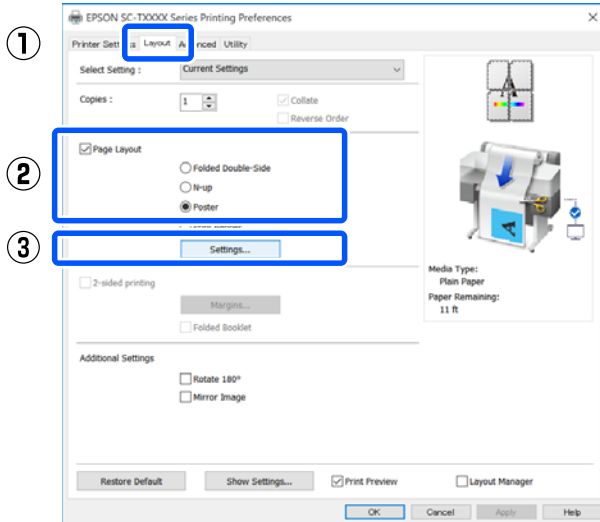 EPSON SC-TXXXX Series Printing Preferences
①
Layout
Utility
Select Setting :
Current Settings
Copies :
1
Collate
Reverse Order
②
Page Layout
Folded Double-Side
N-up
Poster
③
Settings...
2-sided printing
Margins...
Folded Booklet
Media Type:
Plain Paper
Paper Remaining:
11 ft
Additional Settings
Rotate 180°
Mirror Image
Restore Default
Show Settings...
Print Preview
Layout Manager
OK
Cancel
Apply
Help